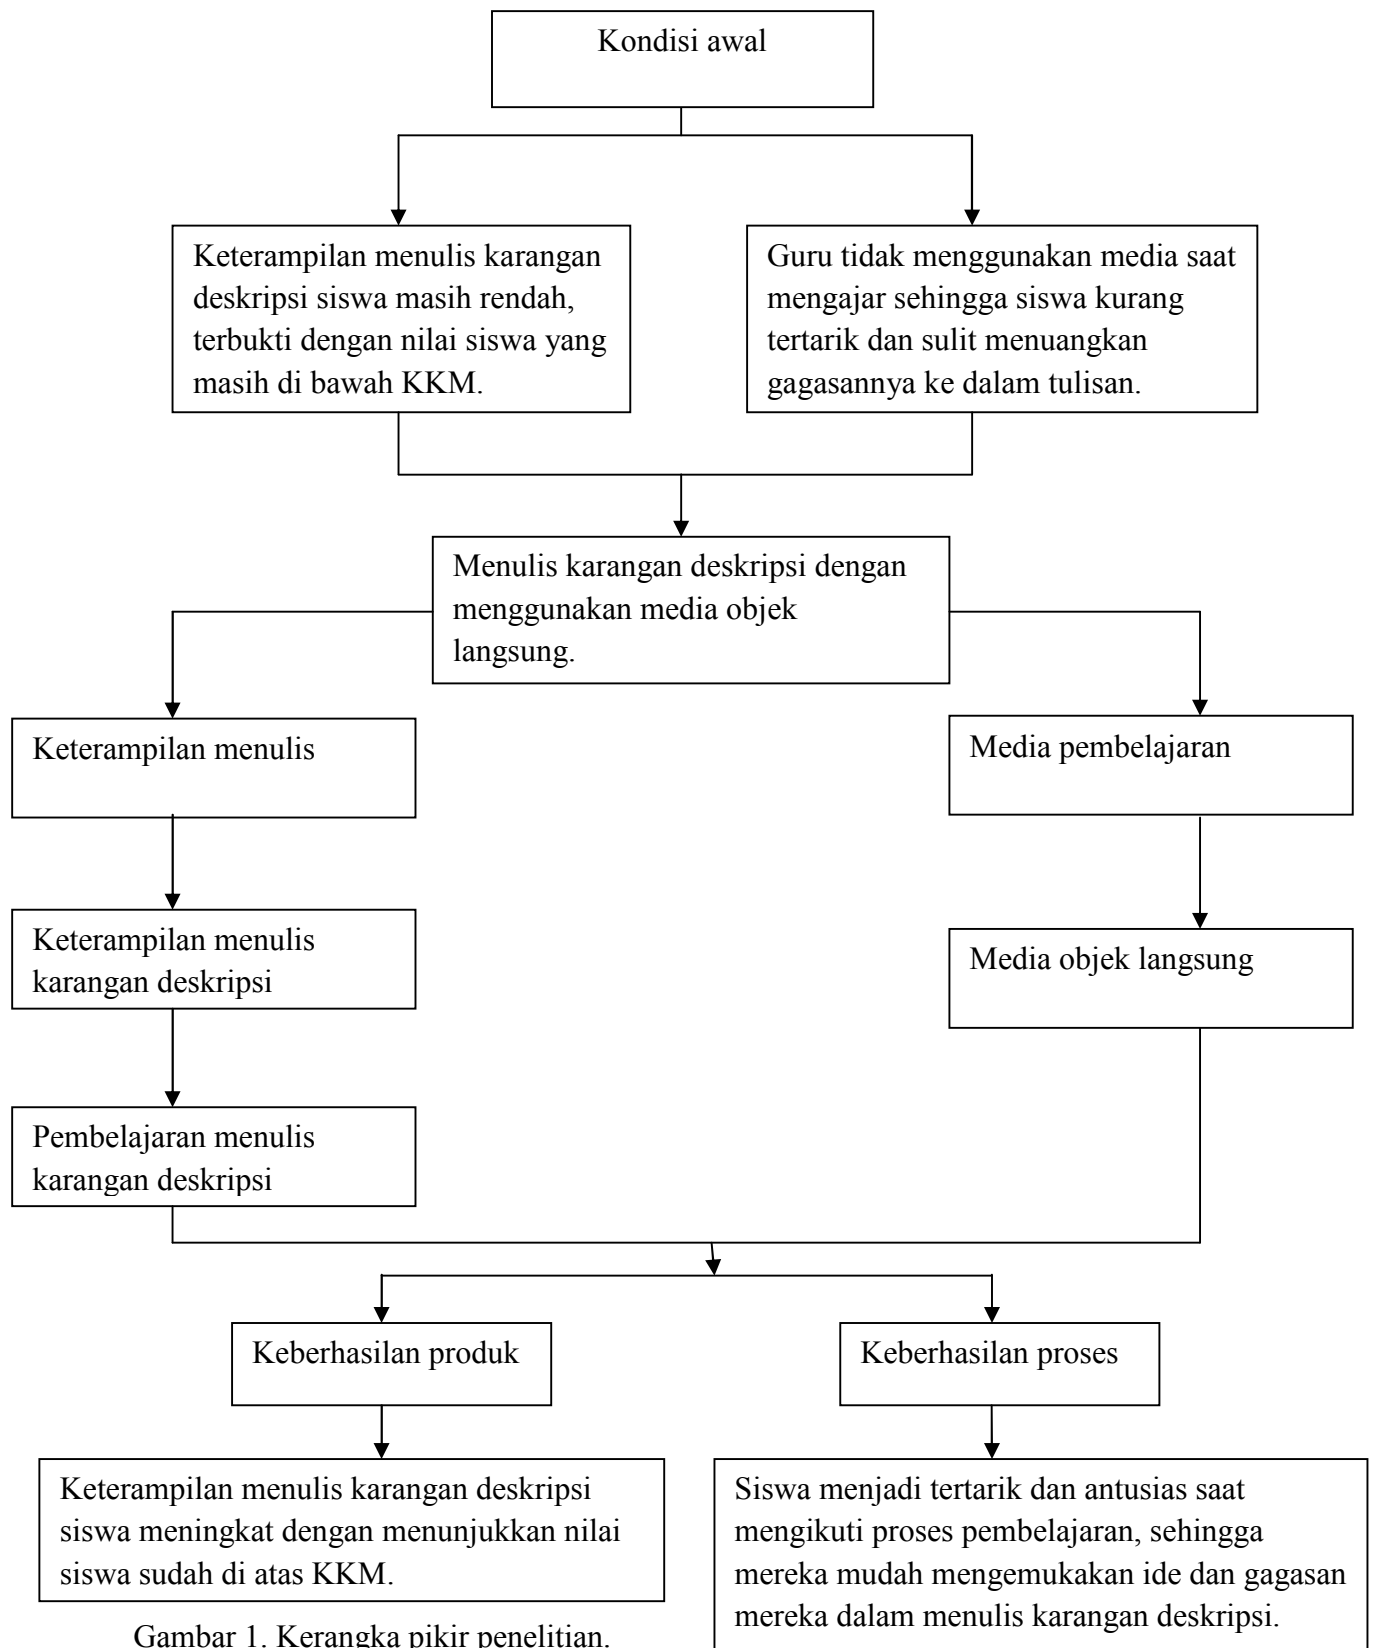 Kondisi awal
Keterampilan menulis karangan
deskripsi siswa masih rendah,
terbukti dengan nilai siswa yang
masih di bawah KKM.
Guru tidak menggunakan media saat
mengajar sehingga siswa kurang
tertarik dan sulit menuangkan
gagasannya ke dalam tulisan.
Menulis karangan deskripsi dengan
menggunakan media objek
langsung.
Keterampilan menulis
Media pembelajaran
Keterampilan menulis
karangan deskripsi
Media objek langsung
Pembelajaran menulis
karangan deskripsi
Keberhasilan produk
Keberhasilan proses
Keterampilan menulis karangan deskripsi
siswa meningkat dengan menunjukkan nilai
siswa sudah di atas KKM.
Siswa menjadi tertarik dan antusias saat
mengikuti proses pembelajaran, sehingga
mereka mudah mengemukakan ide dan gagasan
mereka dalam menulis karangan deskripsi.
Gambar 1. Kerangka pikir penelitian.